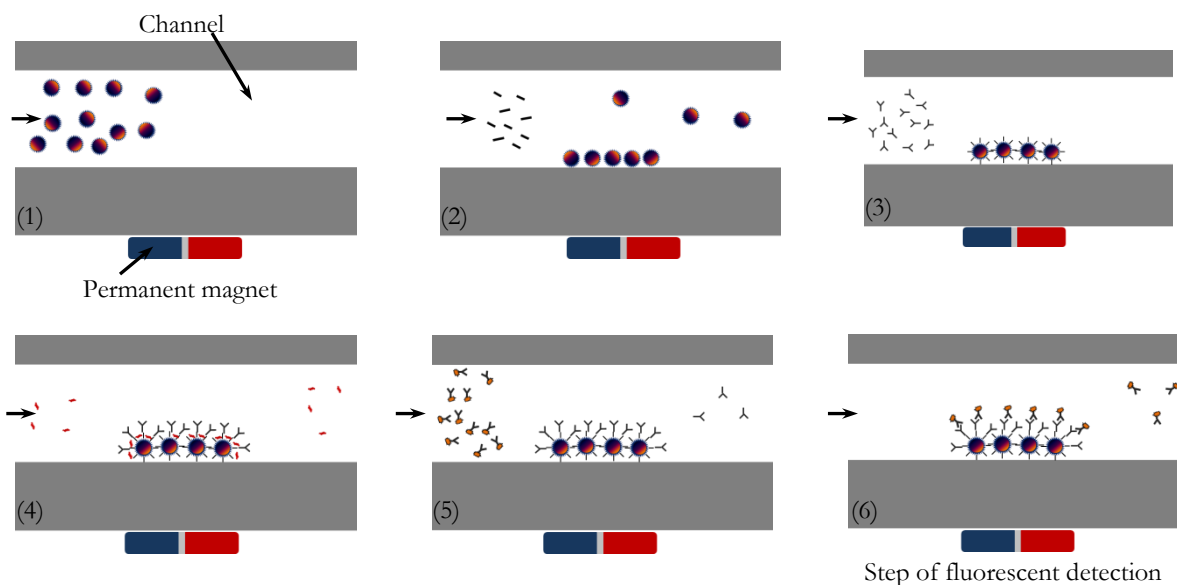 Channel
(1)
(2)
(3)
Permanent magnet
(4)
(5)
(6)
Step of fluorescent detection